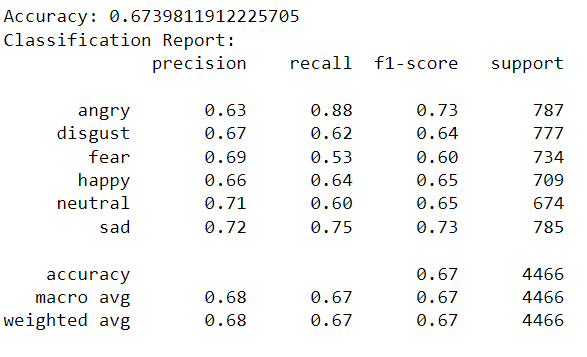 Accuracy: 0.6739811912225705
Classification Report:
precision recall f1-score support
angry 0.63 0.88 0.73 787
disgust 0.67 0.62 0.64 777
fear 0.69 0.53 0.60 734
happy 0.66 0.64 0.65 709
neutral 0.71 0.60 0.65 674
sad 0.72 0.75 0.73 785
accuracy 0.67 4466
macro avg 0.68 0.67 0.67 4466
weighted avg 0.68 0.67 0.67 4466